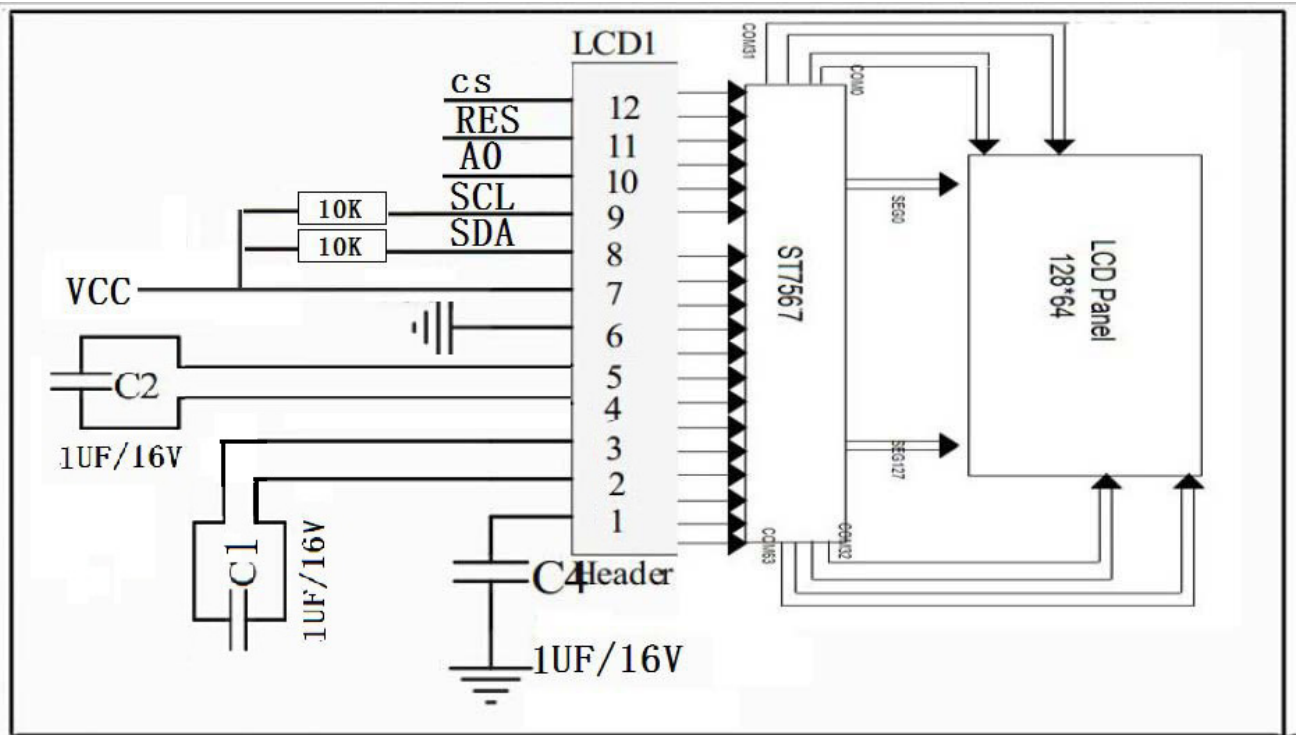 LCD1
CS
RES
A0
SCL
10K
SDA
10K
VCC
12
11
10
9
8
7
6
5
4
3
2
1
Header
C2
1UF/16V
C1
1UF/16V
C4
1UF/16V
COM31
COM0
SEG0
ST7567
SEG127
COM63
COM32
LCD Panel
128*64